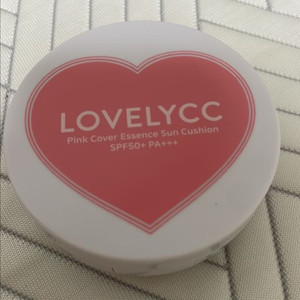 LOVELYCC
Pink Cover Essence Sun Cushion
SPF50+ PA+++